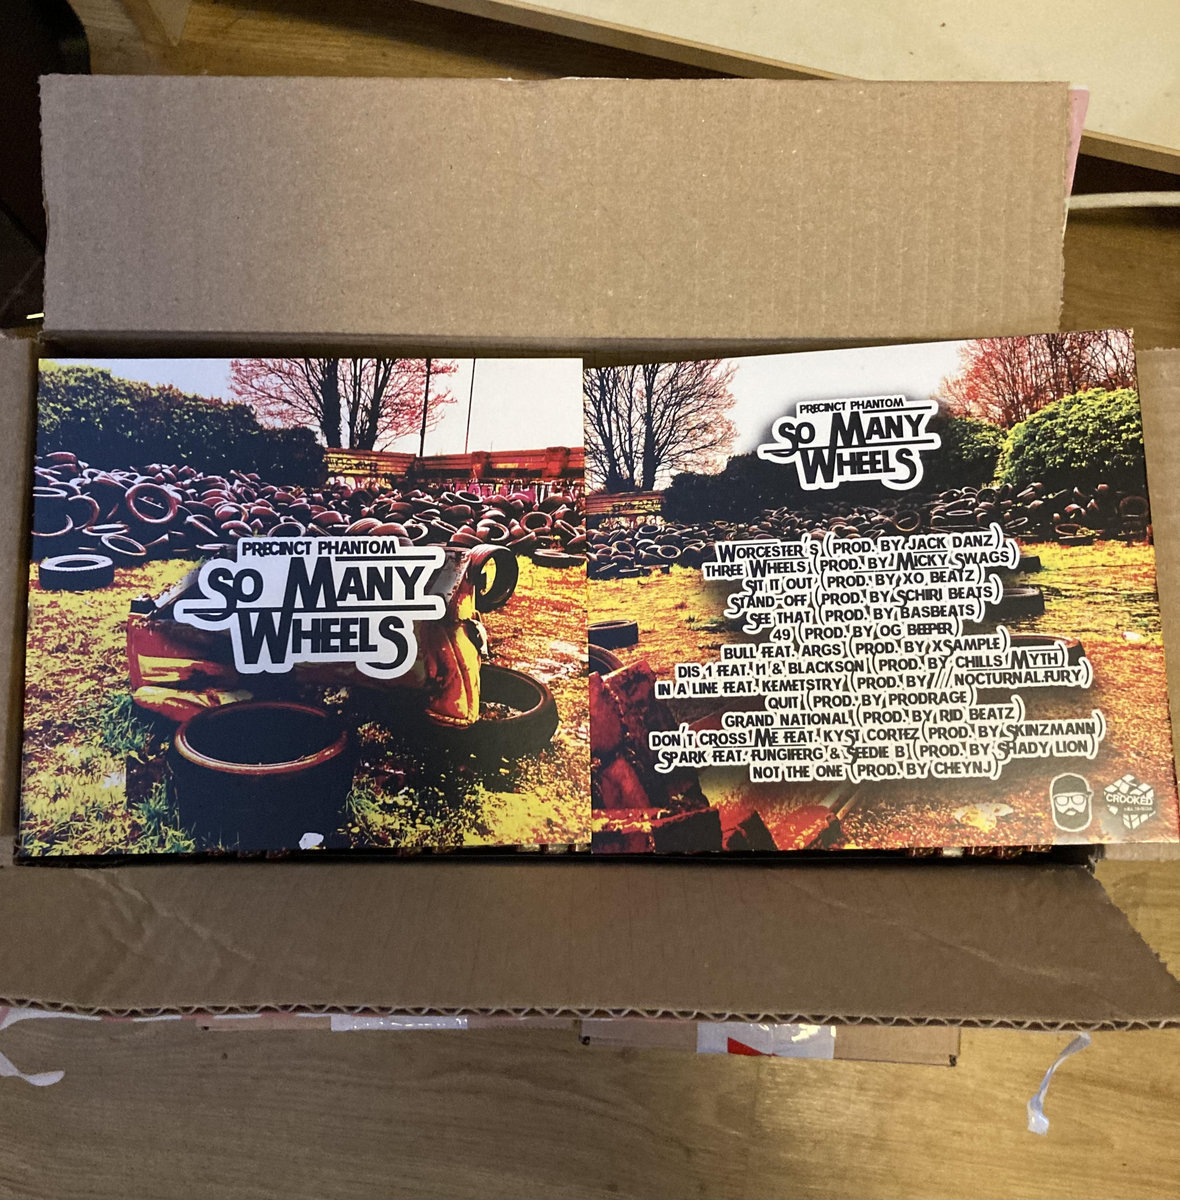 PRECINCT PHANTOM
SO MANY
WHEELS
PRECINCT PHANTOM
SO MANY
WHEELS
WORCESTER'S (PROD. BY JACK DANZ)
THREE WHEELS (PROD. BY MICKY SWAGS)
SIT IT OUT (PROD. BY XO BEATZ)
STAND-OFF (PROD. BY SCHIRI BEATS)
SEE THAT (PROD. BY BASBEATS)
49 (PROD. BY OG BEEPER)
BULL FEAT. ARGS (PROD. BY XSAMPLE)
DIS 1 FEAT. & BLACKSON (PROD. BY CHILLS MYTH)
IN A LINE FEAT. KEMETSTRY (PROD. BY /// NOCTURNAL.FURY)
QUIT (PROD. BY PRODRAGE)
GRAND NATIONAL (PROD. BY RID BEATZ)
DON'T CROSS ME FEAT. KYST CORTEZ (PROD. BY SKINZMANN)
SPARK FEAT. FUNGIFERG & SEEDIE B (PROD. BY SHADY LION)
NOT THE ONE (PROD. BY CHEYNJ)
CROOKED